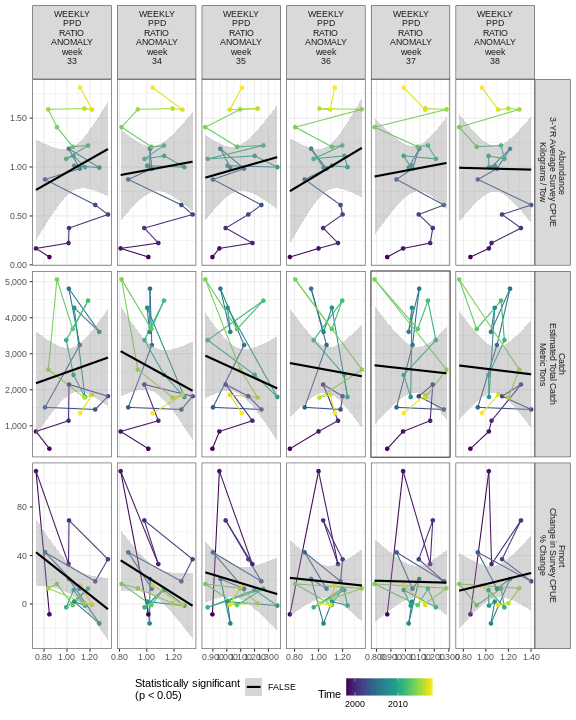 WEEKLY
PPD
RATIO
ANOMALY
week
33
WEEKLY
PPD
RATIO
ANOMALY
week
34
WEEKLY
PPD
RATIO
ANOMALY
week
35
WEEKLY
PPD
RATIO
ANOMALY
week
36
WEEKLY
PPD
RATIO
ANOMALY
week
37
WEEKLY
PPD
RATIO
ANOMALY
week
38
1.50
1.00
0.50
0.00
Abundance
3-YR Average Survey CPUE
Kilograms / Tow
5,000
4,000
3,000
2,000
1,000
Catch
Estimated Total Catch
Metric Tons
80
40
0
Fmort
Change in Survey CPUE
% Change
0.80 1.00 1.20
0.80 1.00 1.20
0.80 1.00 1.20
0.80 1.00 1.20 1.40
Statistically significant
(p < 0.05)
FALSE
Time
2000 2010